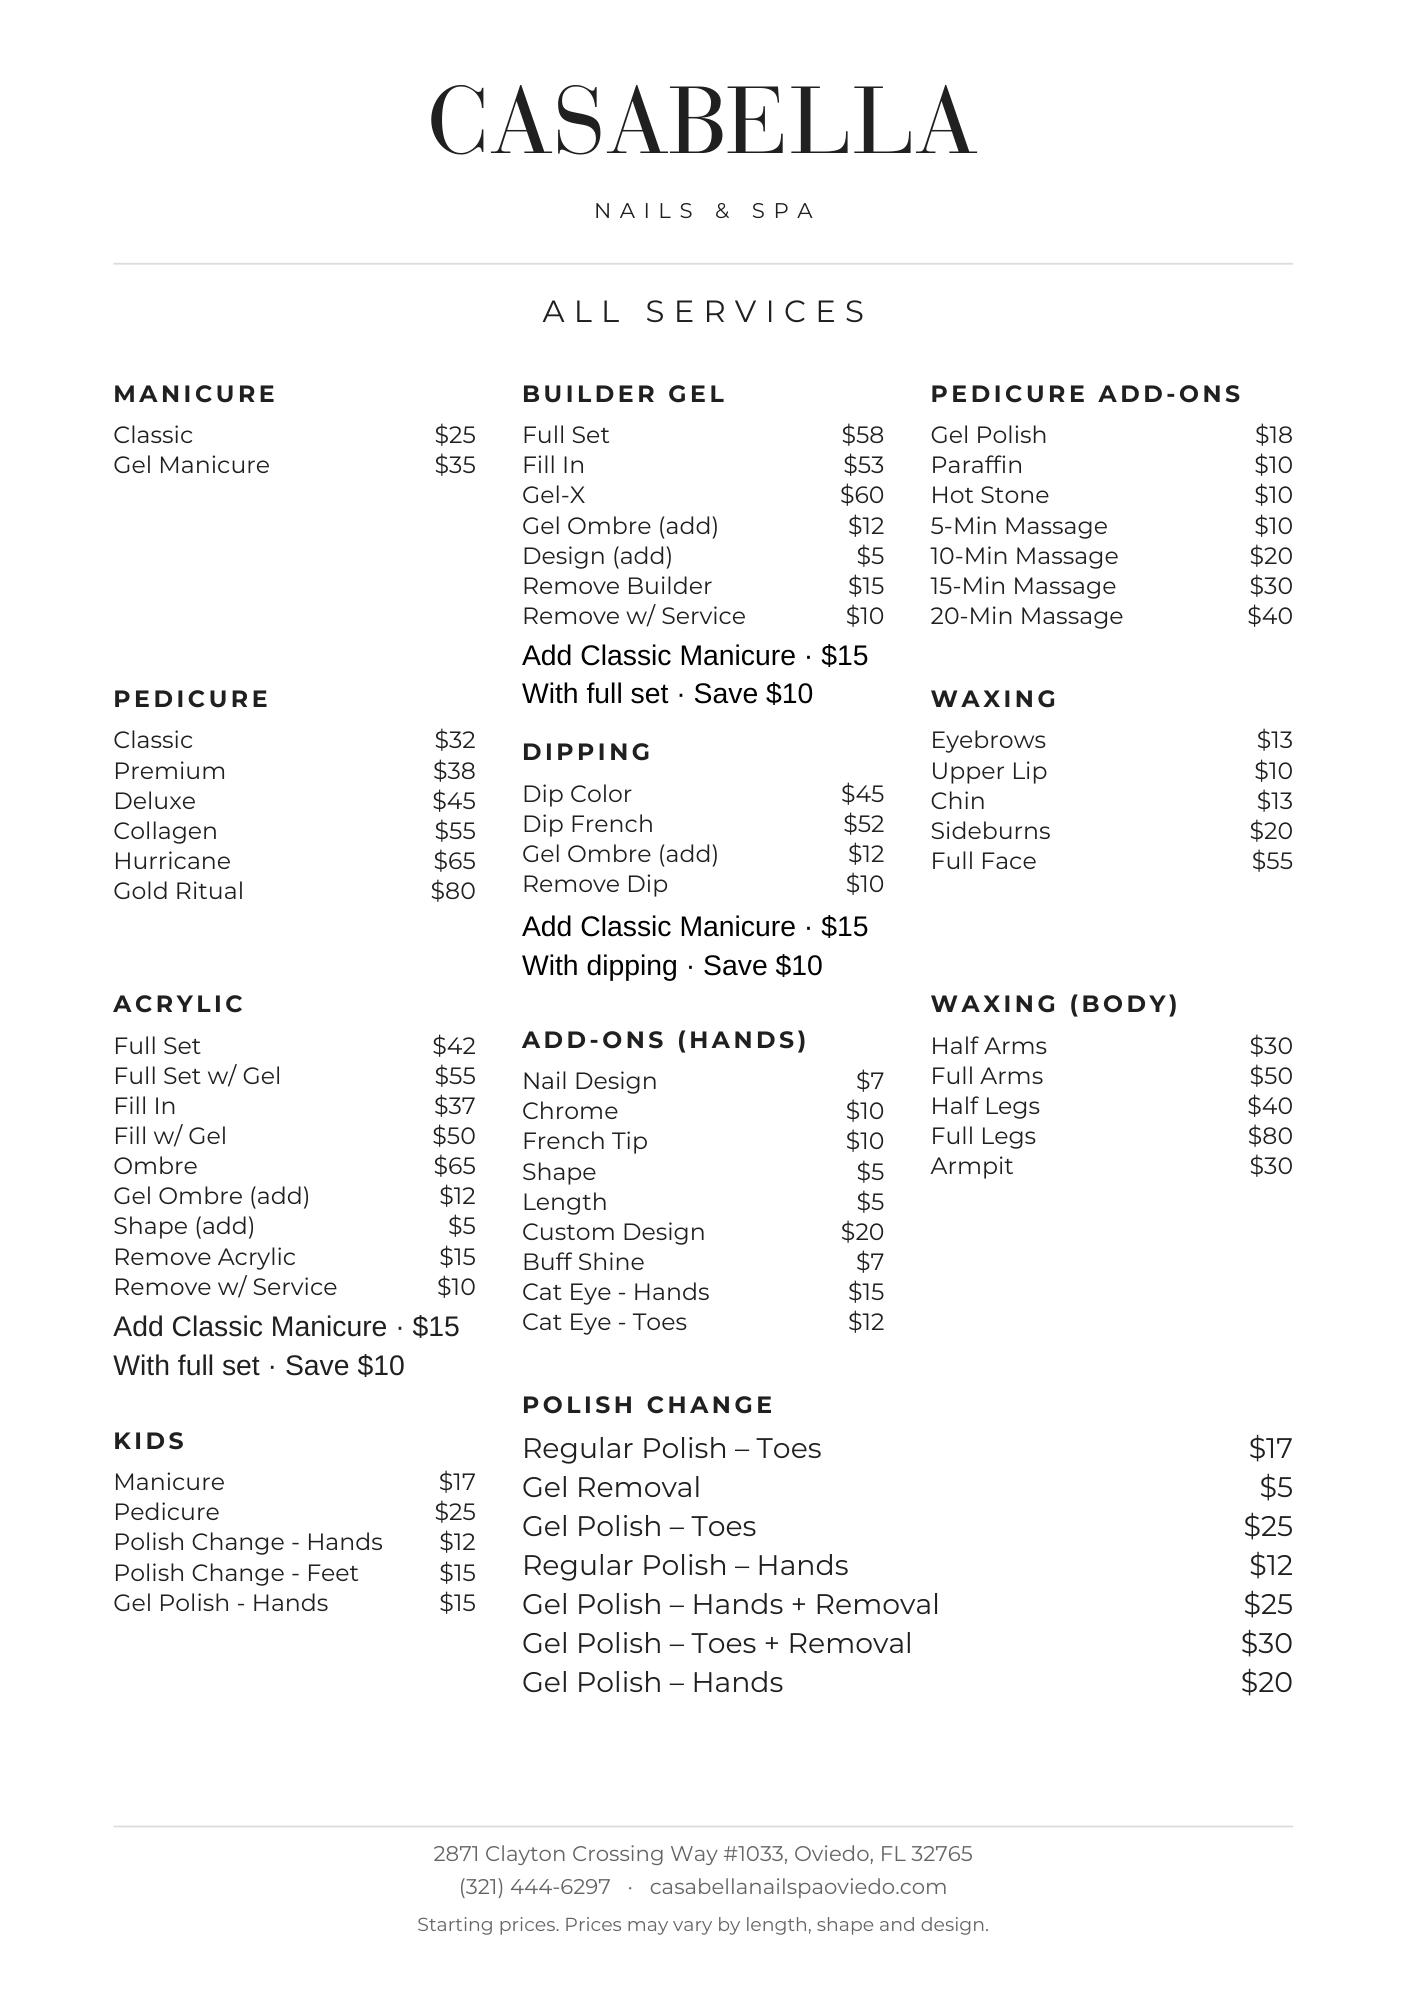 CASABELLA
NAILS & SPA
ALL SERVICES
MANICURE
Classic $25
Gel Manicure $35
PEDICURE
Classic $32
Premium $38
Deluxe $45
Collagen $55
Hurricane $65
Gold Ritual $80
ACRYLIC
Full Set $42
Full Set w/ Gel $55
Fill In $37
Fill w/ Gel $50
Ombre $65
Gel Ombre (add) $12
Shape (add) $5
Remove Acrylic $15
Remove w/ Service $10
Add Classic Manicure · $15
With full set · Save $10
KIDS
Manicure $17
Pedicure $25
Polish Change - Hands $12
Polish Change - Feet $15
Gel Polish - Hands $15
BUILDER GEL
Full Set $58
Fill In $53
Gel-X $60
Gel Ombre (add) $12
Design (add) $5
Remove Builder $15
Remove w/ Service $10
Add Classic Manicure · $15
With full set · Save $10
DIPPING
Dip Color $45
Dip French $52
Gel Ombre (add) $12
Remove Dip $10
Add Classic Manicure · $15
With dipping · Save $10
ADD-ONS (HANDS)
Nail Design $7
Chrome $10
French Tip $10
Shape $5
Length $5
Custom Design $20
Buff Shine $7
Cat Eye - Hands $15
Cat Eye - Toes $12
PEDICURE ADD-ONS
Gel Polish $18
Paraffin $10
Hot Stone $10
5-Min Massage $10
10-Min Massage $20
15-Min Massage $30
20-Min Massage $40
WAXING
Eyebrows $13
Upper Lip $10
Chin $13
Sideburns $20
Full Face $55
WAXING (BODY)
Half Arms $30
Full Arms $50
Half Legs $40
Full Legs $80
Armpit $30
POLISH CHANGE
Regular Polish – Toes $17
Gel Removal $5
Gel Polish – Toes $25
Regular Polish – Hands $12
Gel Polish – Hands + Removal $25
Gel Polish – Toes + Removal $30
Gel Polish – Hands $20
2871 Clayton Crossing Way #1033, Oviedo, FL 32765
(321) 444-6297 · casabellanailspaoviedo.com
Starting prices. Prices may vary by length, shape and design.